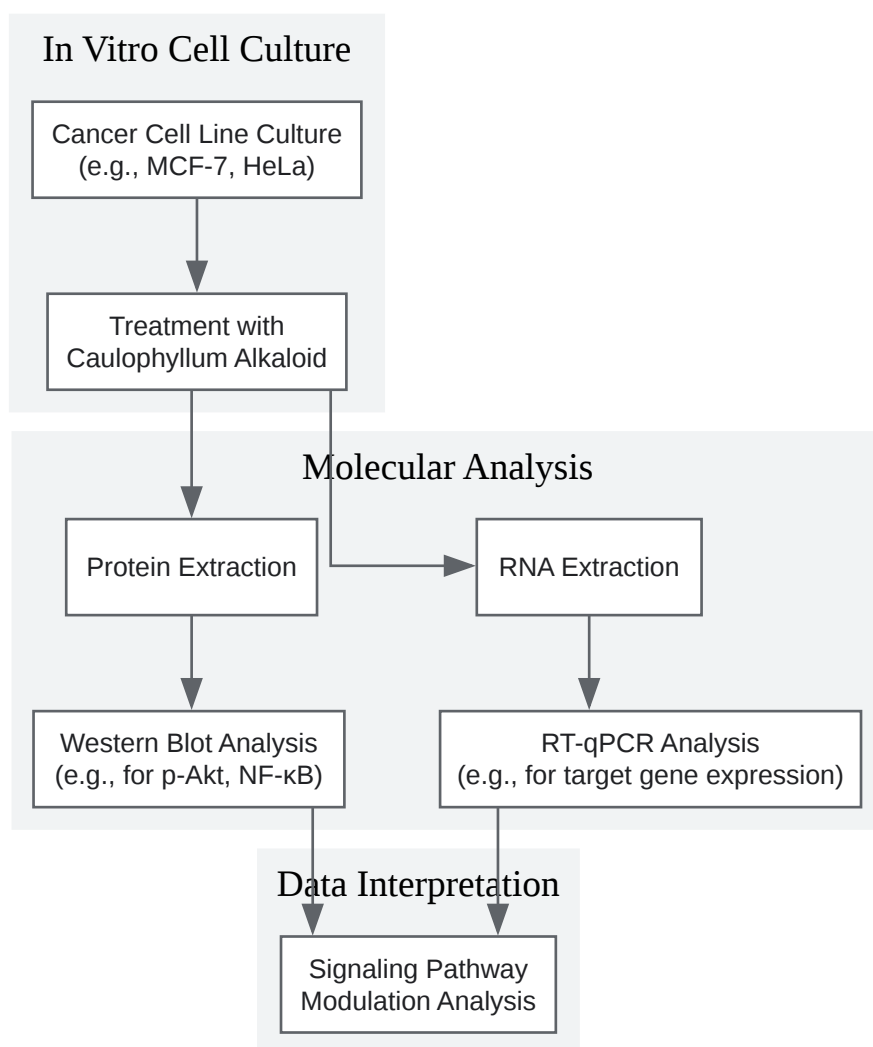 In Vitro Cell Culture
Cancer Cell Line Culture
(e.g., MCF-7, HeLa)
Treatment with
Caulophyllum Alkaloid
Molecular Analysis
Protein Extraction
RNA Extraction
Western Blot Analysis
(e.g., for p-Akt, NF-κB)
RT-qPCR Analysis
(e.g., for target gene expression)
Data Interpretation
Signaling Pathway
Modulation Analysis